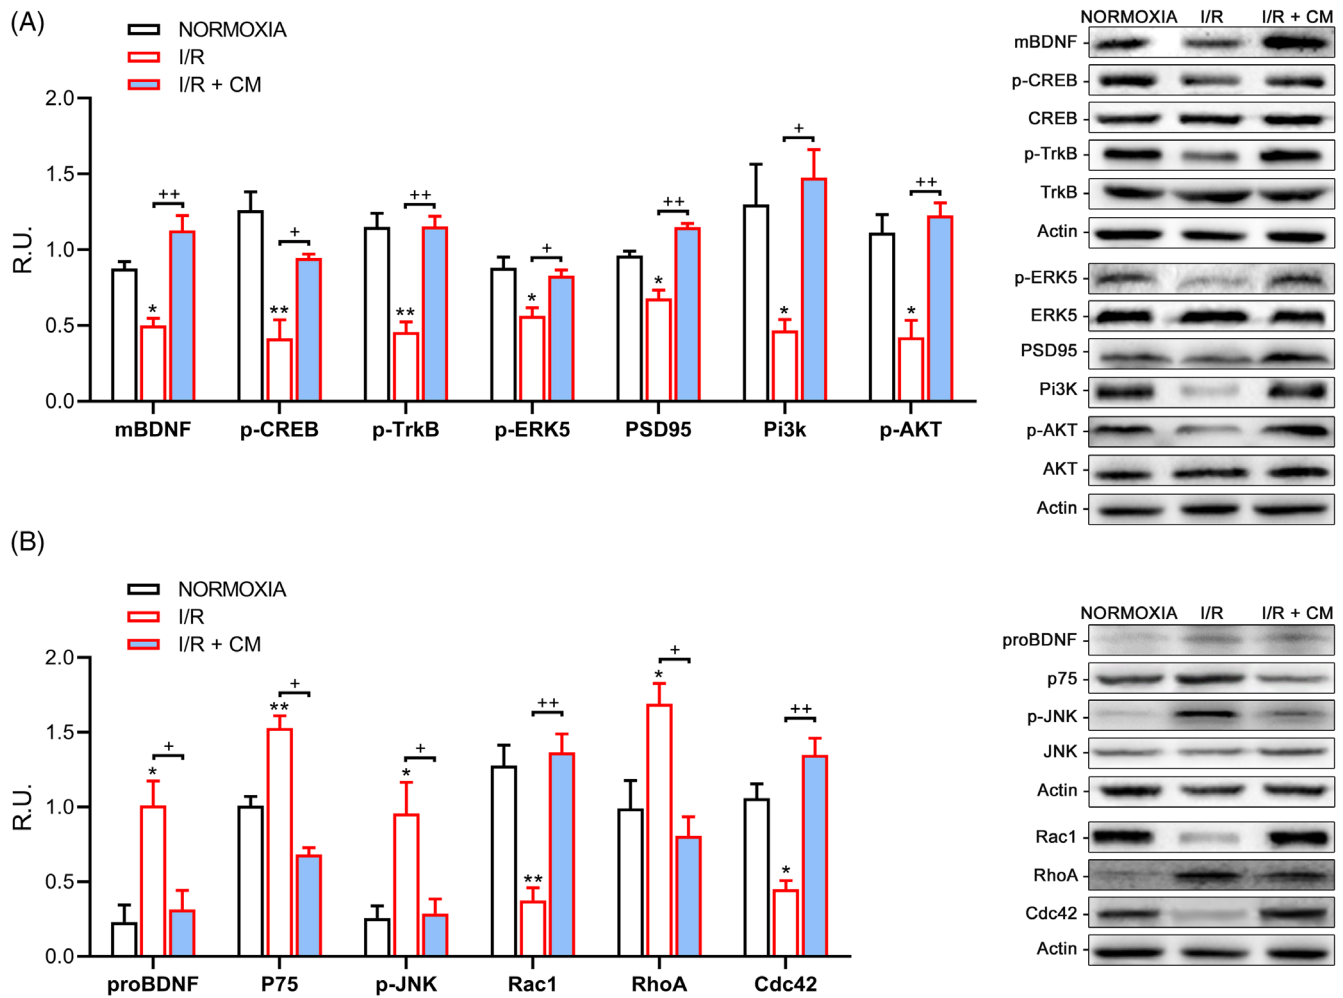 (A)
NORMOXIA
I/R
I/R + CM
2.0
1.5
1.0
0.5
0.0
R.U.
++
*
+
**
++
**
+
*
++
*
+
*
++
*
mBDNF p-CREB p-TrkB p-ERK5 PSD95 Pi3k p-AKT
NORMOXIA I/R I/R + CM
mBDNF
p-CREB
CREB
p-TrkB
TrkB
Actin
p-ERK5
ERK5
PSD95
Pi3K
p-AKT
AKT
Actin
(B)
NORMOXIA
I/R
I/R + CM
2.0
1.5
1.0
0.5
0.0
R.U.
+
*
+
**
+
*
++
**
+
*
++
*
proBDNF P75 p-JNK Rac1 RhoA Cdc42
NORMOXIA I/R I/R + CM
proBDNF
p75
p-JNK
JNK
Actin
Rac1
RhoA
Cdc42
Actin